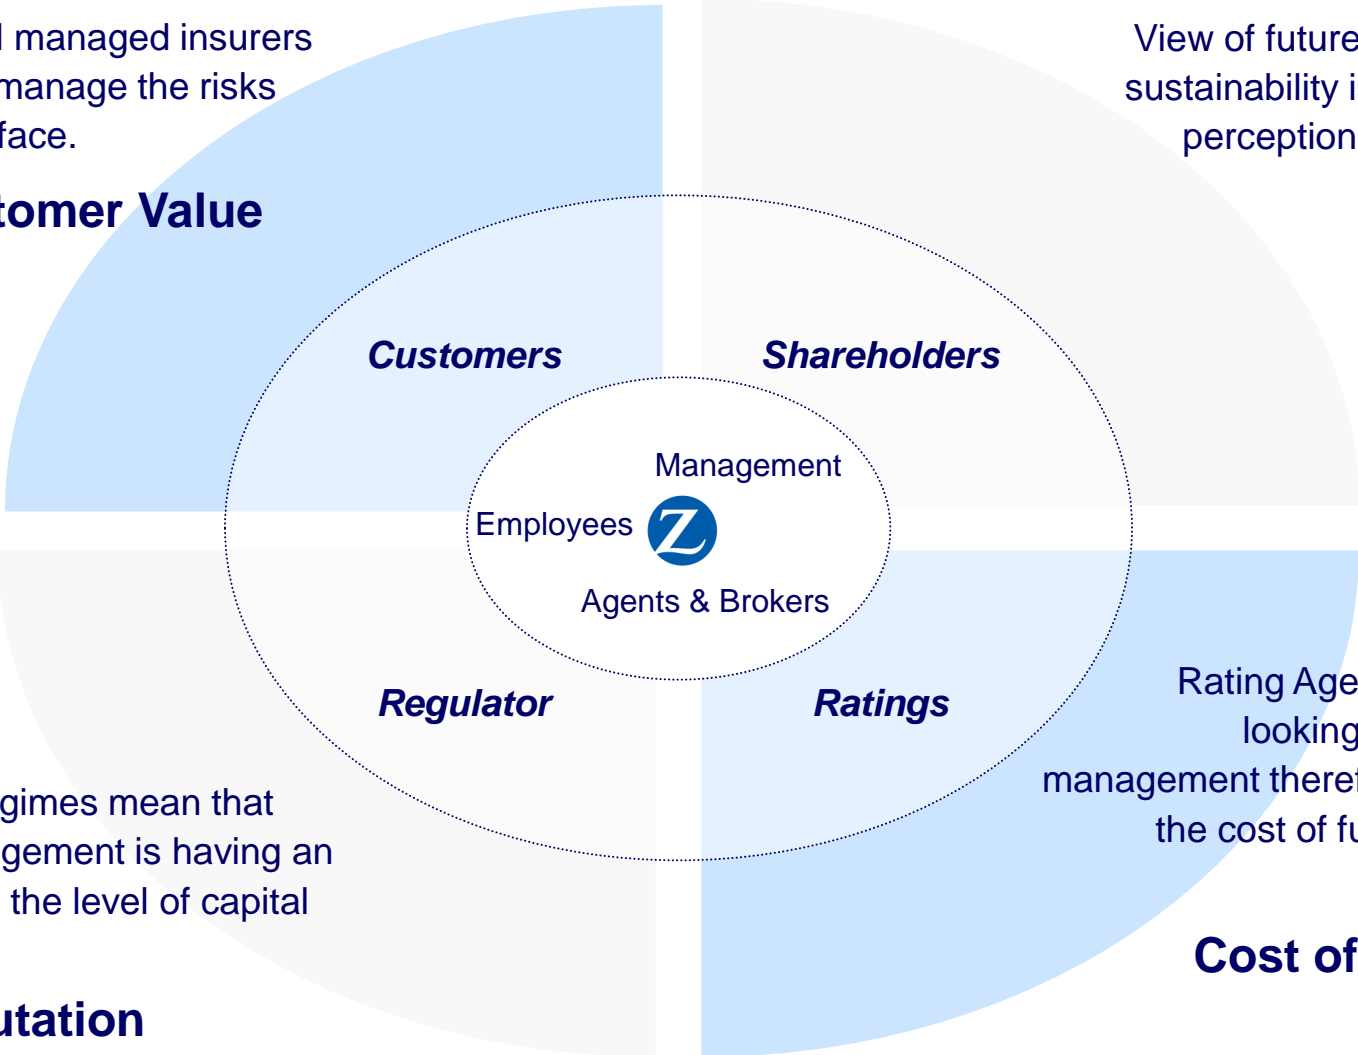 managed insurers
manage the risks
face.
tomer Value
View of future
sustainability
perception
Customers
Shareholders
Management
Employees
Z
Agents & Brokers
Regulator
Ratings
gimes mean that
gement is having an
the level of capital
utation
Rating Age
looking
management theref
the cost of fu
Cost of